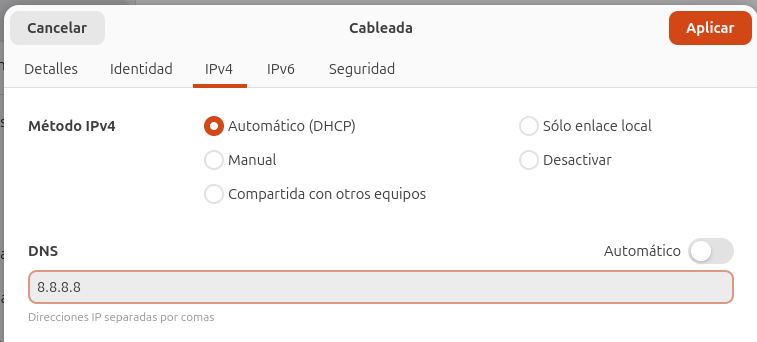 Cancelar Cableada Aplicar
Detalles Identidad IPv4 IPv6 Seguridad
Método IPv4 Automático (DHCP) Sólo enlace local
Manual Desactivar
Compartida con otros equipos
DNS Automático
8.8.8.8
Direcciones IP separadas por comas